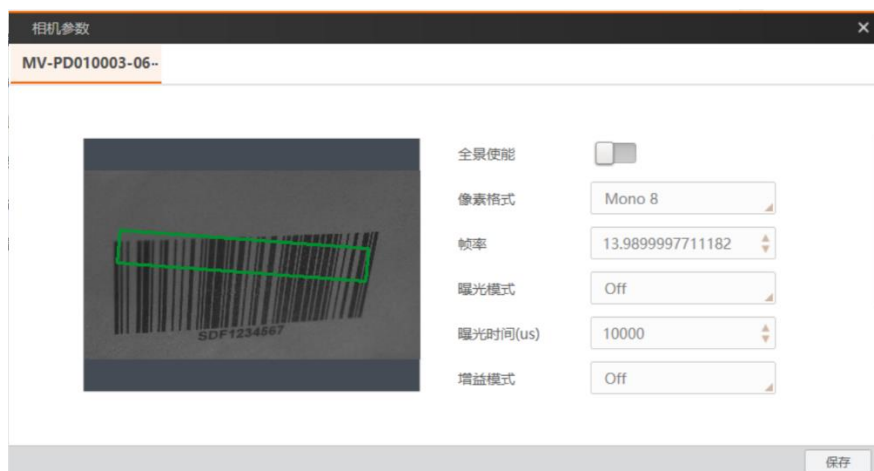 相机参数
MV-PD010003-06··
全景使能
像素格式 Mono 8
帧率 13.9899997711182
曝光模式 Off
曝光时间(us) 10000
增益模式 Off
SDF1234567
保存